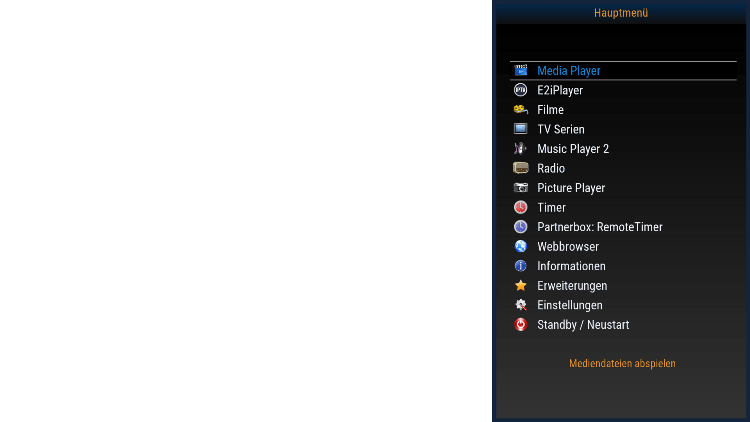 Hauptmenü
Media Player
E2iPlayer
Filme
TV Serien
Music Player 2
Radio
Picture Player
Timer
Partnerbox: RemoteTimer
Webbrowser
Informationen
Erweiterungen
Einstellungen
Standby / Neustart
Mediendateien abspielen